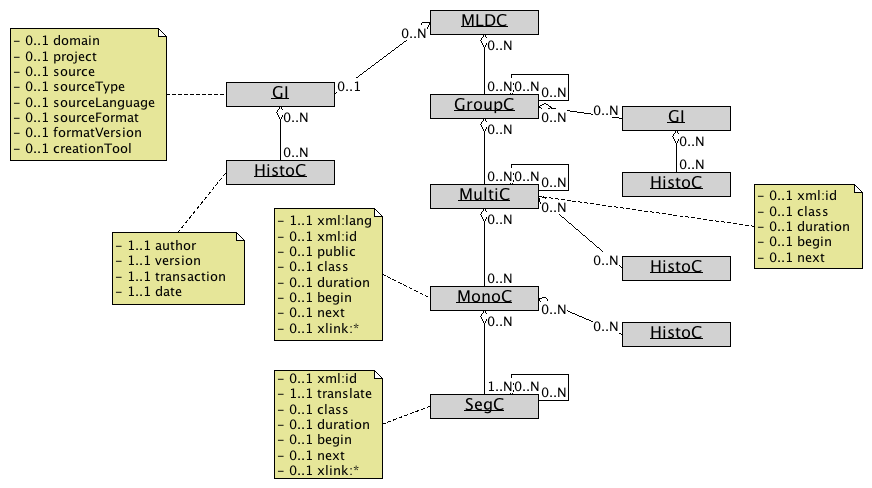 MLDC
0..N
0..N
- 0..1 domain
- 0..1 project
- 0..1 source
- 0..1 sourceType
- 0..1 sourceLanguage
- 0..1 sourceFormat
- 0..1 formatVersion
- 0..1 creationTool
0..1
GI
0..N
0..N
HistoC
0..N
0..N
0..N
GroupC
0..N
0..N
0..N
GI
0..N
0..N
HistoC
0..N
0..N
0..N
MultiC
0..N
0..N
- 0..1 xml:id
- 0..1 class
- 0..1 duration
- 0..1 begin
- 0..1 next
- 1..1 author
- 1..1 version
- 1..1 transaction
- 1..1 date
- 1..1 xml:lang
- 0..1 xml:id
- 0..1 public
- 0..1 class
- 0..1 duration
- 0..1 begin
- 0..1 next
- 0..1 xlink:*
0..N
HistoC
0..N
MonoC
0..N
0..N
0..N
HistoC
- 0..1 xml:id
- 1..1 translate
- 0..1 class
- 0..1 duration
- 0..1 begin
- 0..1 next
- 0..1 xlink:*
1..N
0..N
0..N
SegC